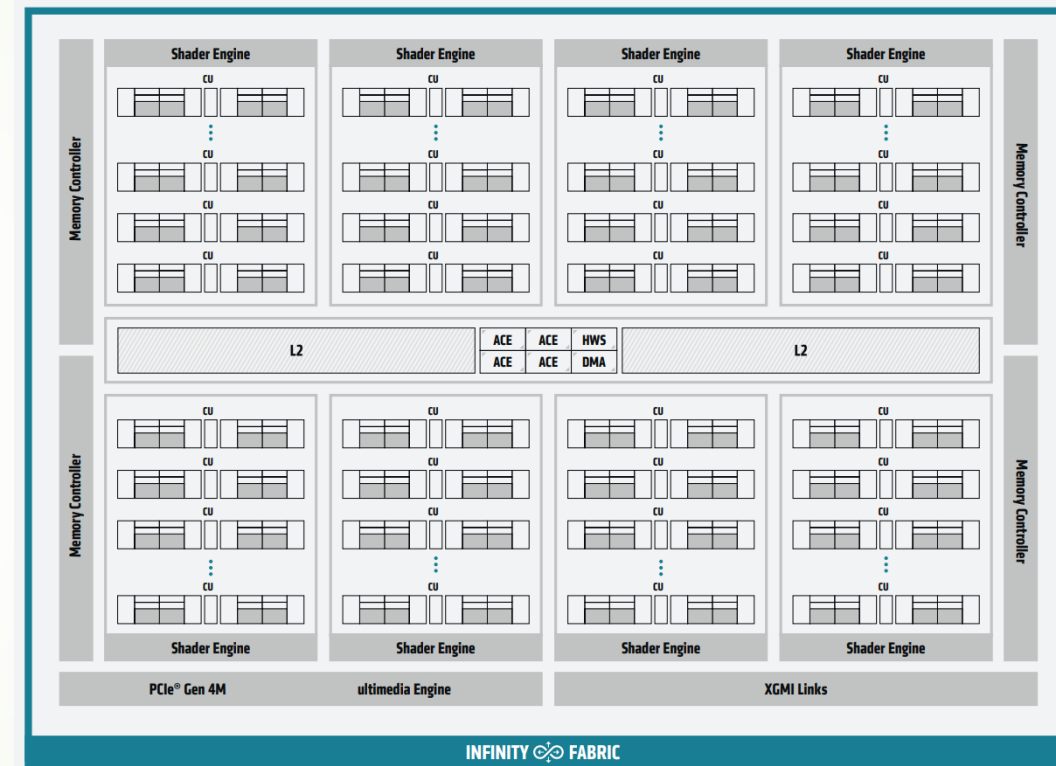 Shader Engine Shader Engine Shader Engine Shader Engine
CU CU CU CU
CU CU CU CU
CU CU CU CU
CU CU CU CU
Memory Controller
Memory Controller
L2
ACE ACE HWS
ACE ACE DMA
L2
Memory Controller
Memory Controller
CU CU CU CU
CU CU CU CU
CU CU CU CU
CU CU CU CU
Shader Engine Shader Engine Shader Engine Shader Engine
PCIe® Gen 4M ultimedia Engine XGMI Links
INFINITY FABRIC